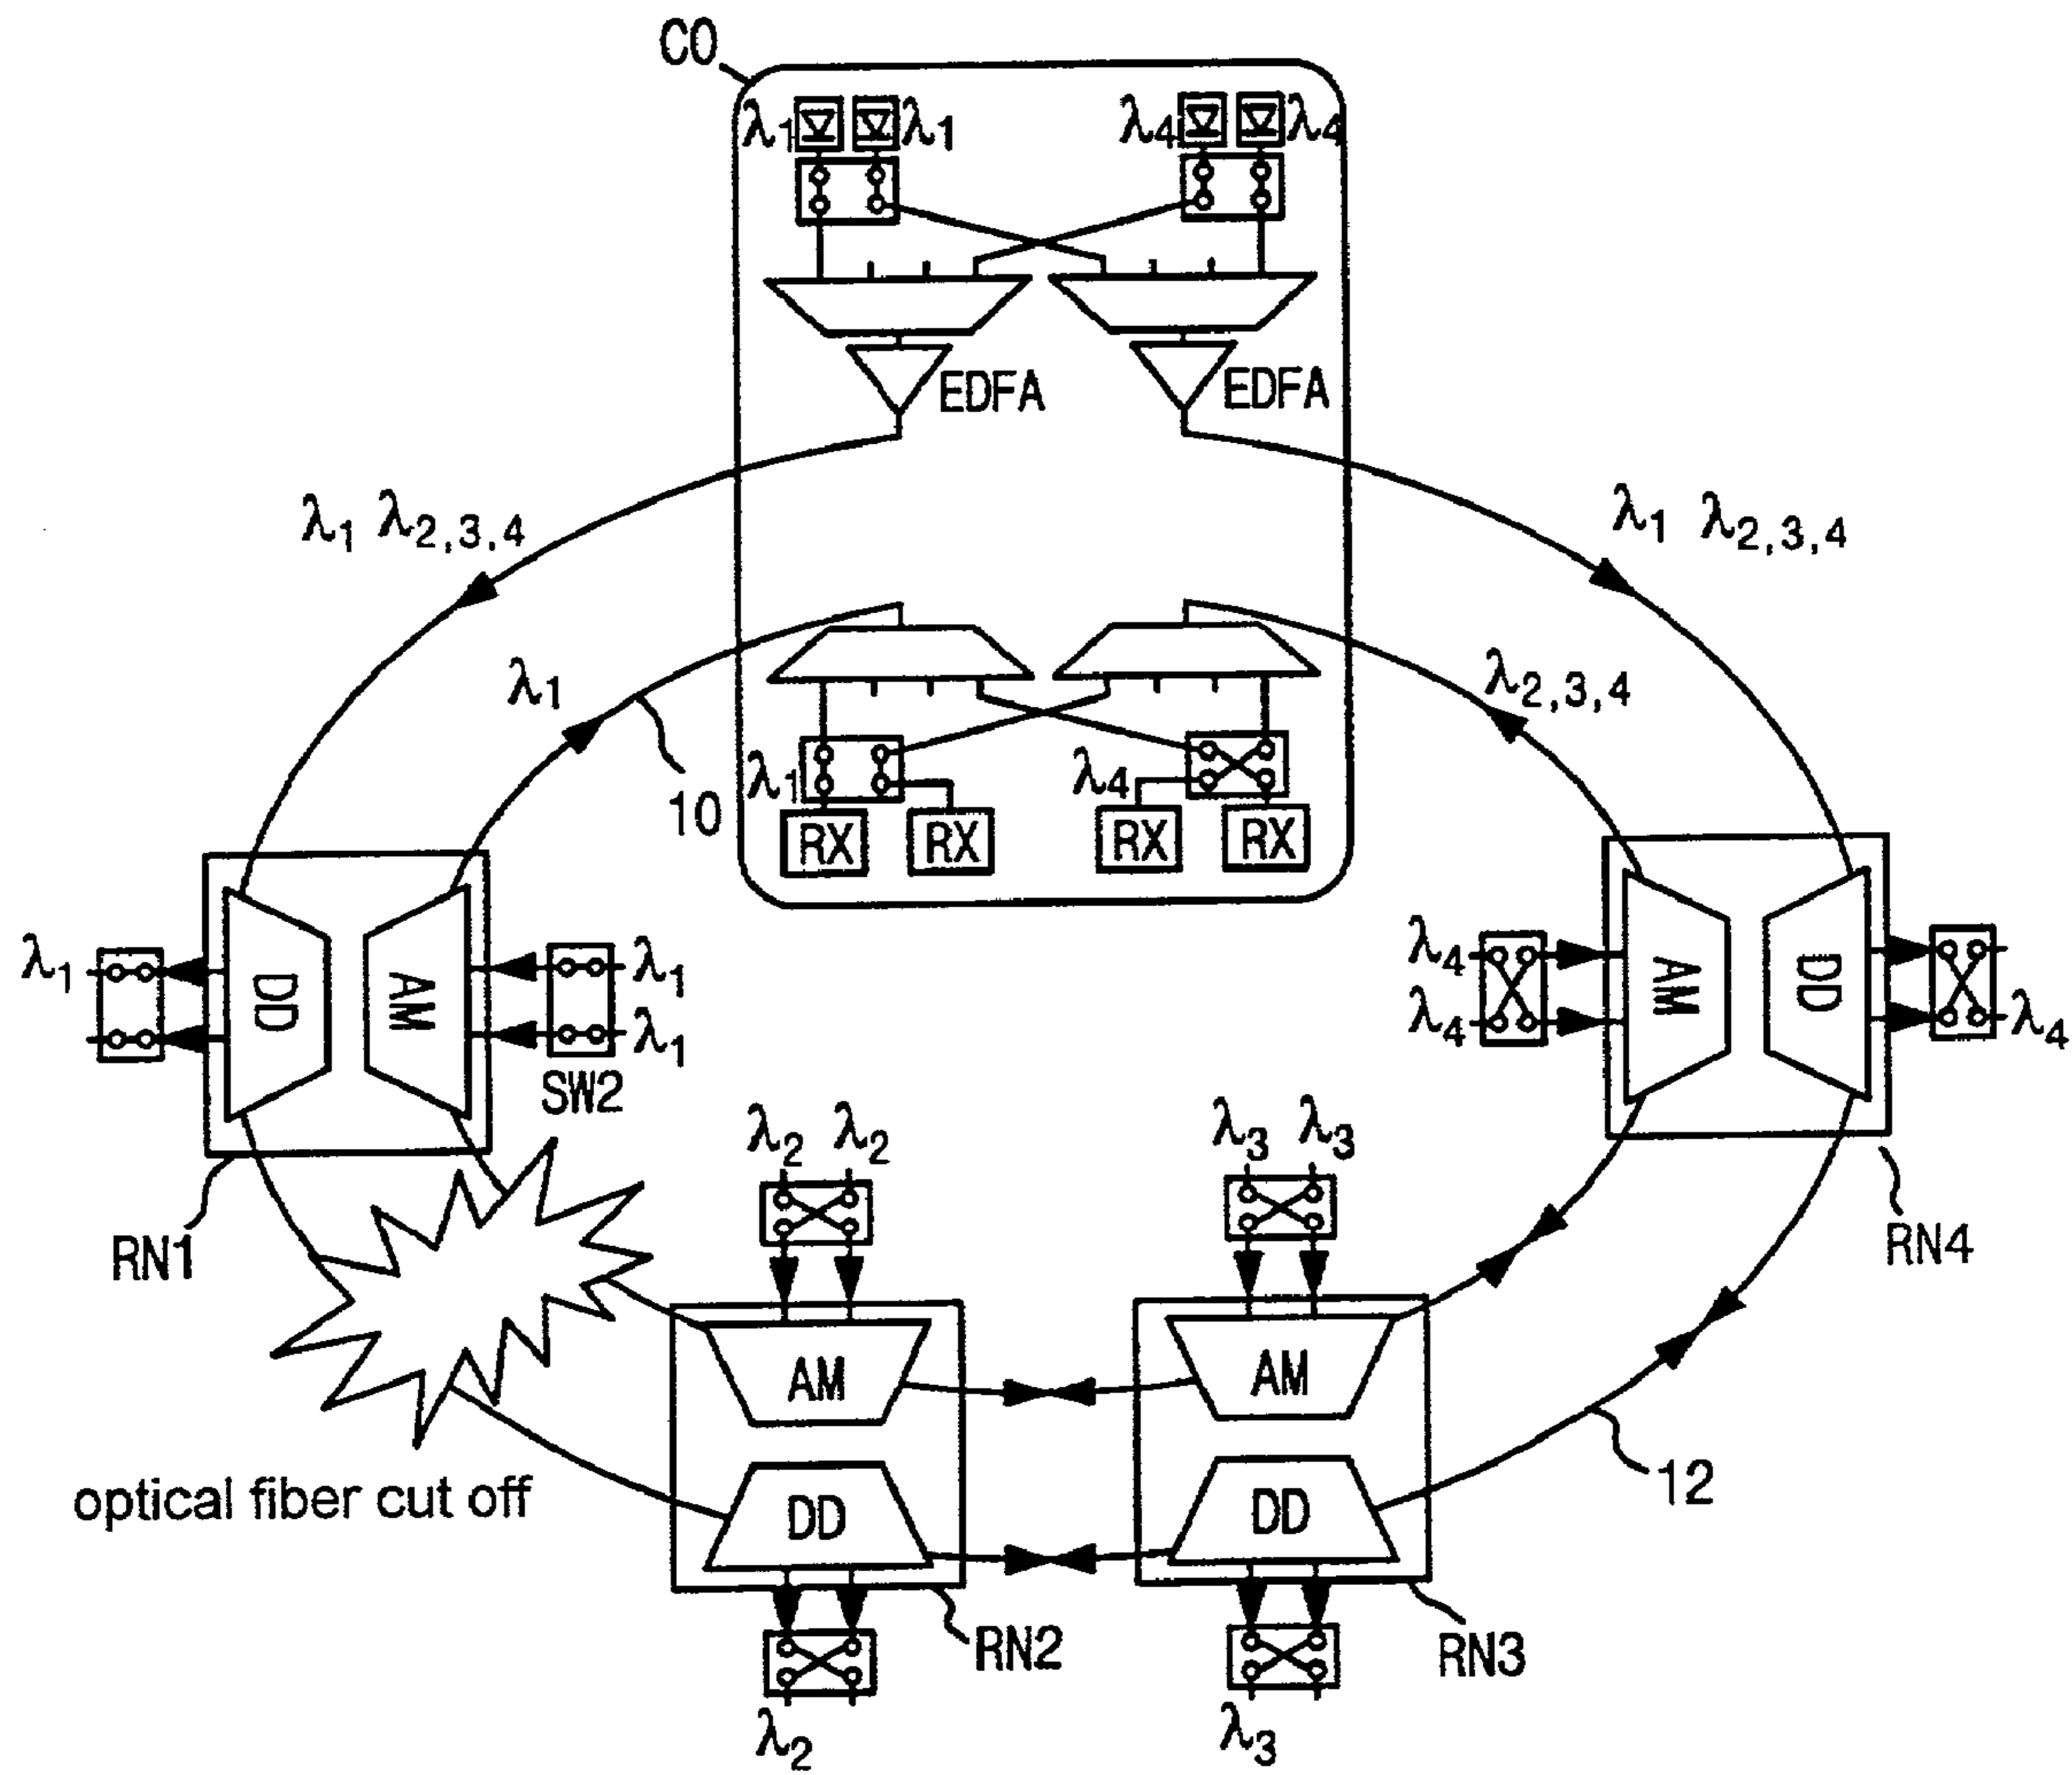 CO
λ1 λ1 λ4 λ4
EDFA EDFA
λ1 λ2,3,4 λ1 λ2,3,4
λ1 λ2,3,4
10
λ1 λ4
RX RX RX RX
λ1 DD AM λ1
λ1
SW2
λ4 AM DD
λ4 λ4
RN1
RN4
λ2 λ2 λ3 λ3
AM AM
optical fiber cut off
DD DD
12
RN2 RN3
λ2 λ3